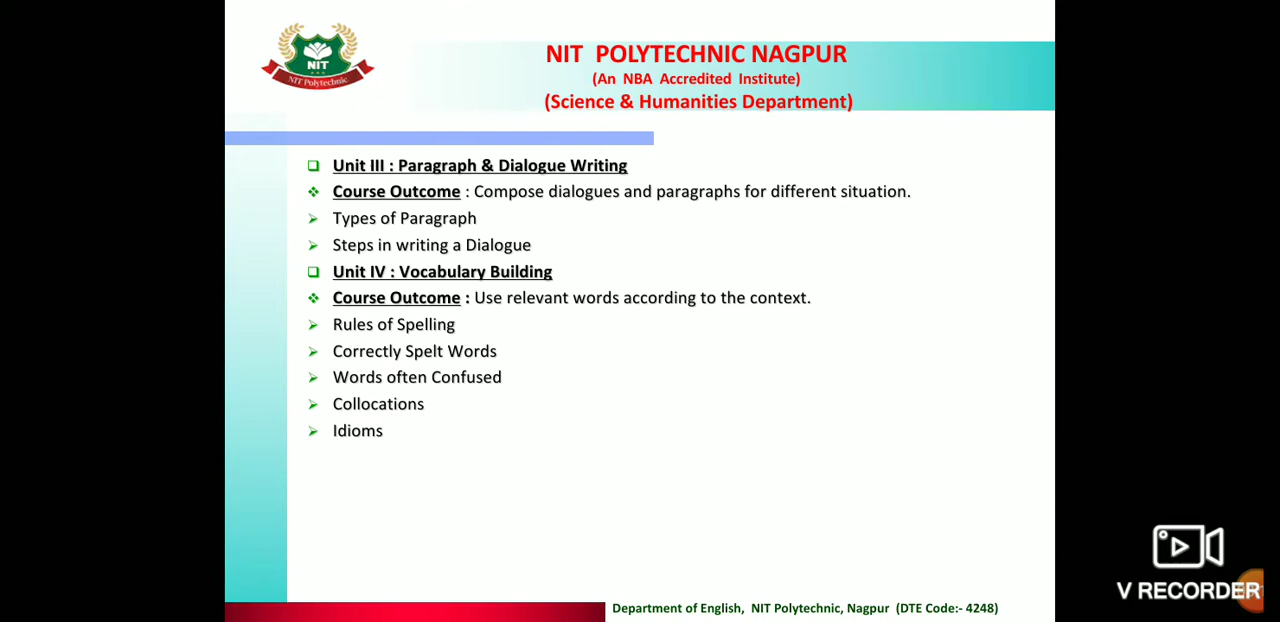 NIT
NIT Polytechnic
NIT POLYTECHNIC NAGPUR
(An NBA Accredited Institute)
(Science & Humanities Department)
Unit III : Paragraph & Dialogue Writing
Course Outcome : Compose dialogues and paragraphs for different situation.
Types of Paragraph
Steps in writing a Dialogue
Unit IV : Vocabulary Building
Course Outcome : Use relevant words according to the context.
Rules of Spelling
Correctly Spelt Words
Words often Confused
Collocations
Idioms
Department of English, NIT Polytechnic, Nagpur (DTE Code:- 4248)
V RECORDER